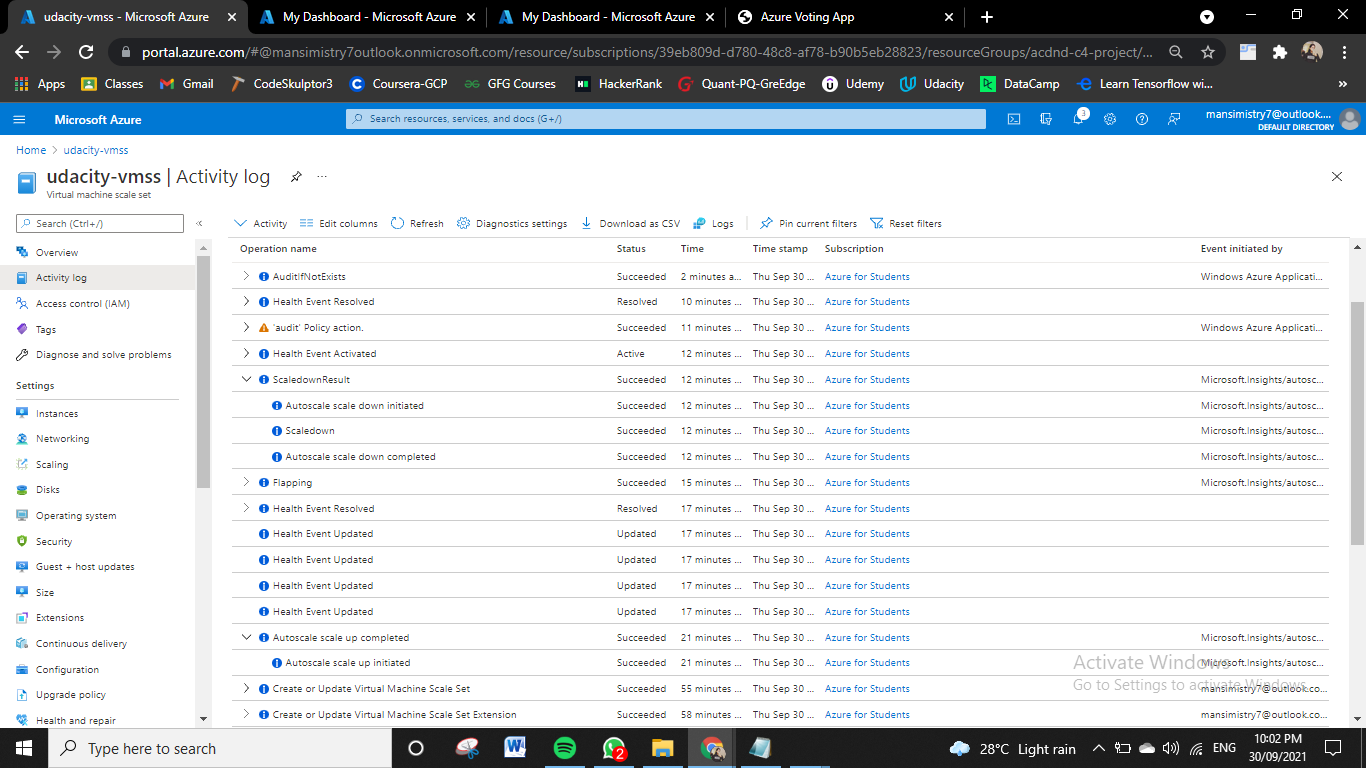 udacity-vmss - Microsoft Azure
My Dashboard - Microsoft Azure
My Dashboard - Microsoft Azure
Azure Voting App
portal.azure.com/#@mansimistry7outlook.onmicrosoft.com/resource/subscriptions/39eb809d-d780-48c8-af78-b90b5eb28823/resourceGroups/acdnd-c4-project/...
Apps Classes Gmail CodeSkulptor3 Coursera-GCP GFG Courses HackerRank Quant-PQ-GreEdge Udemy Udacity DataCamp Learn Tensorflow wi... »
Microsoft Azure
Search resources, services, and docs (G+/)
3
mansimistry7@outlook....
DEFAULT DIRECTORY
Home > udacity-vmss
udacity-vmss | Activity log ...
Virtual machine scale set
Search (Ctrl+/) «
Overview
Activity log
Access control (IAM)
Tags
Diagnose and solve problems
Settings
Instances
Networking
Scaling
Disks
Operating system
Security
Guest + host updates
Size
Extensions
Continuous delivery
Configuration
Upgrade policy
Health and repair
Activity Edit columns Refresh Diagnostics settings Download as CSV Logs Pin current filters Reset filters
Operation name Status Time Time stamp Subscription Event initiated by
AuditIfNotExists Succeeded 2 minutes a... Thu Sep 30 ... Azure for Students Windows Azure Applicati...
Health Event Resolved Resolved 10 minutes ... Thu Sep 30 ... Azure for Students
'audit' Policy action. Succeeded 11 minutes ... Thu Sep 30 ... Azure for Students Windows Azure Applicati...
Health Event Activated Active 12 minutes ... Thu Sep 30 ... Azure for Students
ScaledownResult Succeeded 12 minutes ... Thu Sep 30 ... Azure for Students Microsoft.Insights/autosc...
Autoscale scale down initiated Succeeded 12 minutes ... Thu Sep 30 ... Azure for Students Microsoft.Insights/autosc...
Scaledown Succeeded 12 minutes ... Thu Sep 30 ... Azure for Students Microsoft.Insights/autosc...
Autoscale scale down completed Succeeded 12 minutes ... Thu Sep 30 ... Azure for Students Microsoft.Insights/autosc...
Flapping Succeeded 15 minutes ... Thu Sep 30 ... Azure for Students Microsoft.Insights/autosc...
Health Event Resolved Resolved 17 minutes ... Thu Sep 30 ... Azure for Students
Health Event Updated Updated 17 minutes ... Thu Sep 30 ... Azure for Students
Health Event Updated Updated 17 minutes ... Thu Sep 30 ... Azure for Students
Health Event Updated Updated 17 minutes ... Thu Sep 30 ... Azure for Students
Health Event Updated Updated 17 minutes ... Thu Sep 30 ... Azure for Students
Autoscale scale up completed Succeeded 21 minutes ... Thu Sep 30 ... Azure for Students Microsoft.Insights/autosc...
Autoscale scale up initiated Succeeded 21 minutes ... Thu Sep 30 ... Azure for Students Microsoft.Insights/autosc...
Create or Update Virtual Machine Scale Set Succeeded 55 minutes ... Thu Sep 30 ... Azure for Students mansimistry7@outlook.co...
Create or Update Virtual Machine Scale Set Extension Succeeded 58 minutes ... Thu Sep 30 ... Azure for Students mansimistry7@outlook.co...
Activate Windows
Go to Settings to activate Windows.
Type here to search
2
28°C Light rain
ENG
10:02 PM
30/09/2021